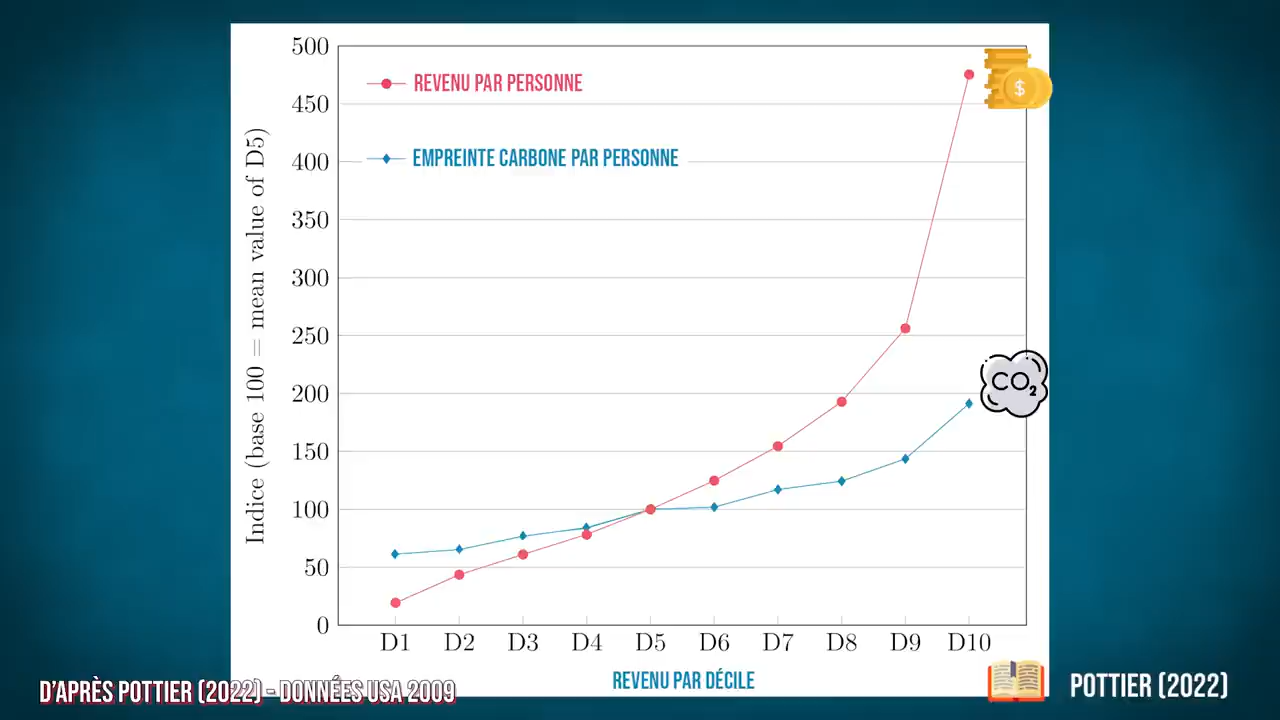 500
450
400
350
300
250
200
150
100
50
0
Indice (base 100 = mean value of D5)
REVENU PAR PERSONNE
EMPREINTE CARBONE PAR PERSONNE
$
CO2
D1 D2 D3 D4 D5 D6 D7 D8 D9 D10
REVENU PAR DÉCILE
D'APRÈS POTTIER (2022) - DONNÉES USA 2009
POTTIER (2022)